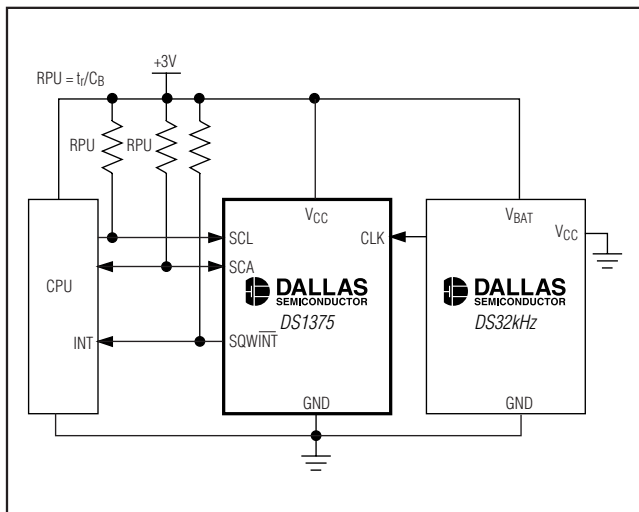 +3V
RPU = tr/CB
RPU
RPU
VCC
VBAT
VCC
SCL
CLK
CPU
SCA
DALLAS
SEMICONDUCTOR
DS1375
DALLAS
SEMICONDUCTOR
DS32kHz
INT
SQWINT
GND
GND